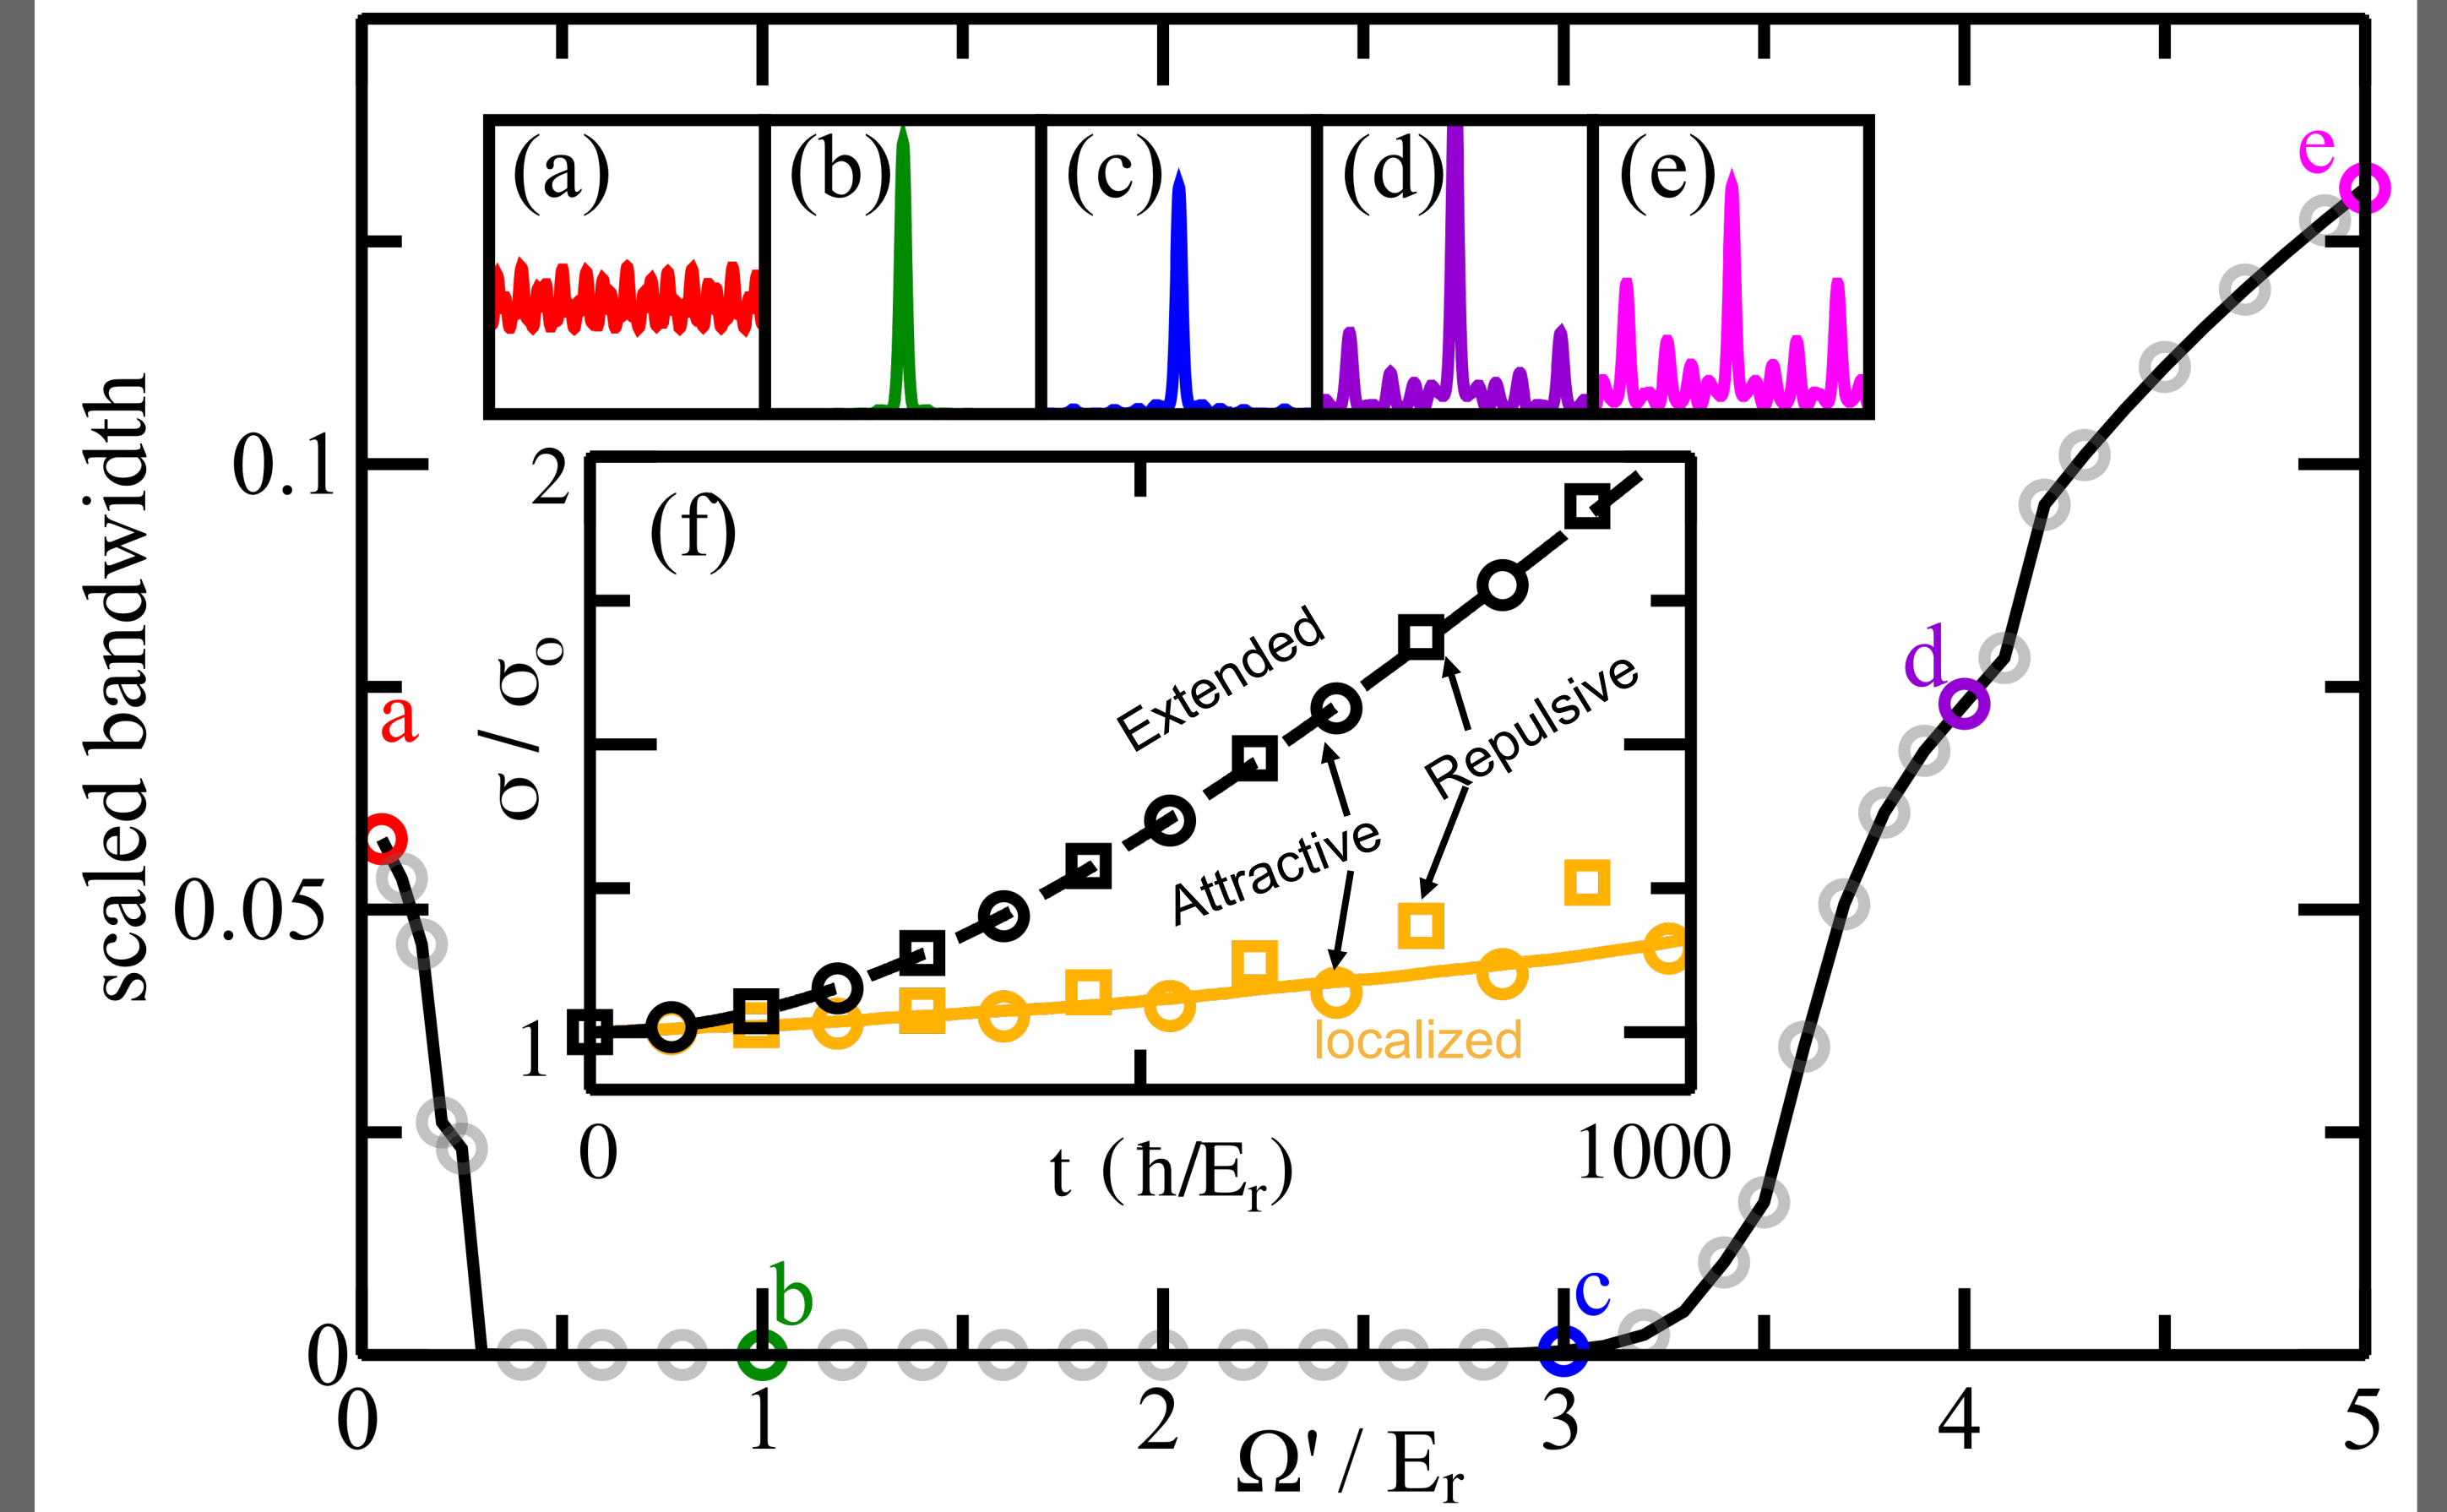 (a)
(b)
(c)
(d)
(e)
e
0.1
2
(f)
scaled bandwidth
a
σ / σo
Extended
Repulsive
d
Attractive
0.05
localized
1
0
1000
t (ħ/Er)
b
c
0
0
1
2
3
4
5
Ω'/ Er